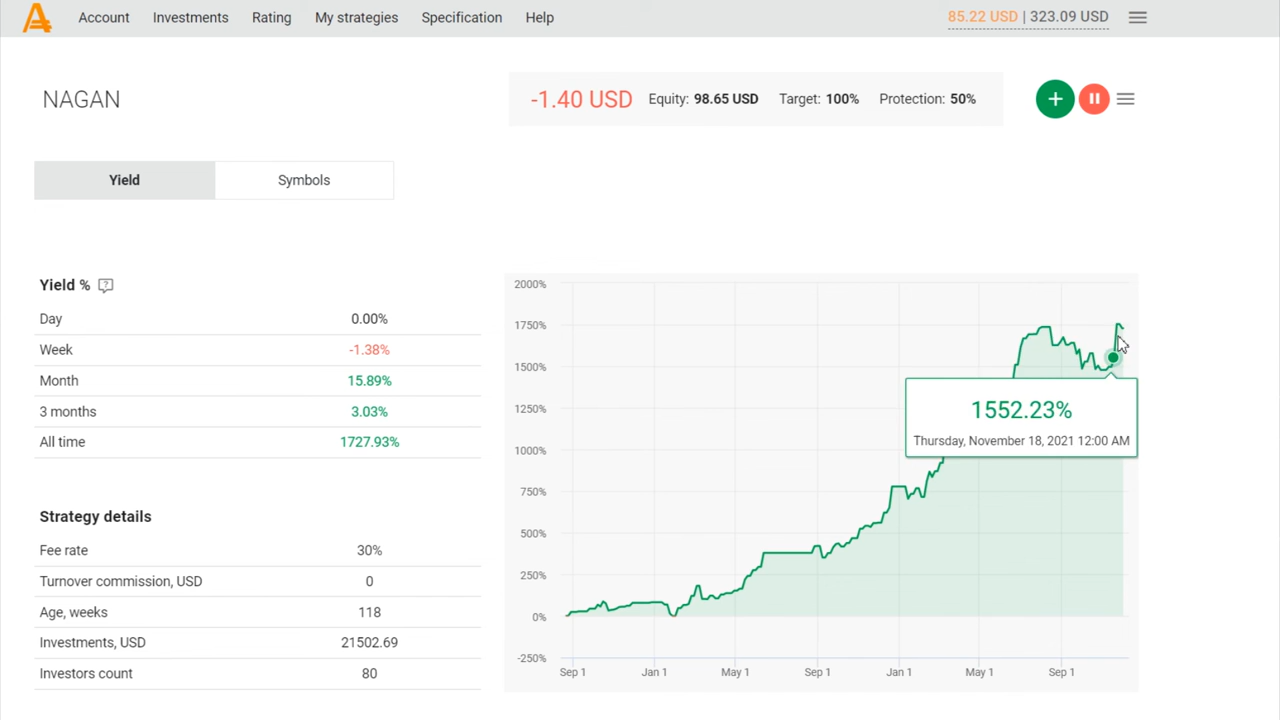 Account Investments Rating My strategies Specification Help 85.22 USD | 323.09 USD
NAGAN
-1.40 USD Equity: 98.65 USD Target: 100% Protection: 50%
Yield Symbols
Yield %
Day 0.00%
Week -1.38%
Month 15.89%
3 months 3.03%
All time 1727.93%
Strategy details
Fee rate 30%
Turnover commission, USD 0
Age, weeks 118
Investments, USD 21502.69
Investors count 80
2000%
1750%
1500%
1250%
1000%
750%
500%
250%
0%
-250%
1552.23%
Thursday, November 18, 2021 12:00 AM
Sep 1 Jan 1 May 1 Sep 1 Jan 1 May 1 Sep 1